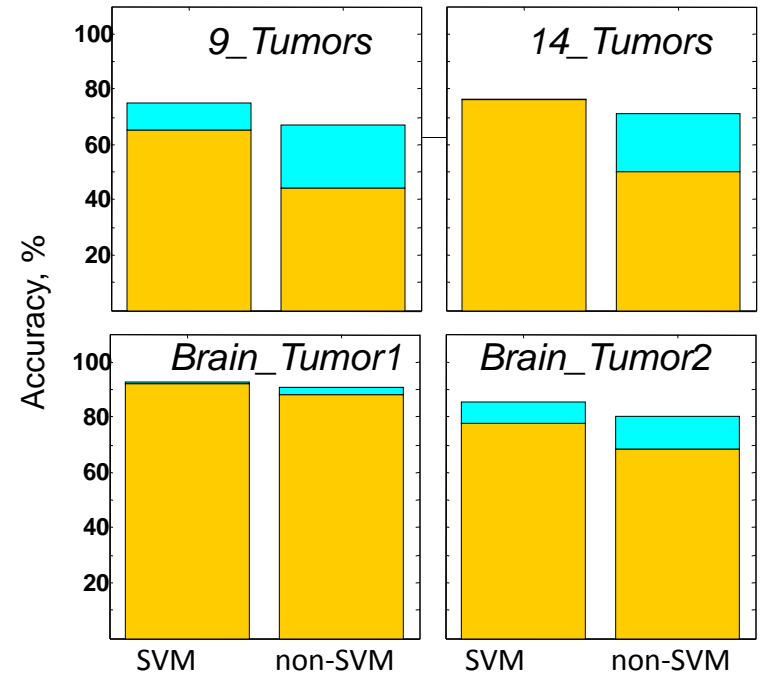 9_Tumors
14_Tumors
100
80
60
40
20
Accuracy, %
Brain_Tumor1
Brain_Tumor2
100
80
60
40
20
SVM
non-SVM
SVM
non-SVM